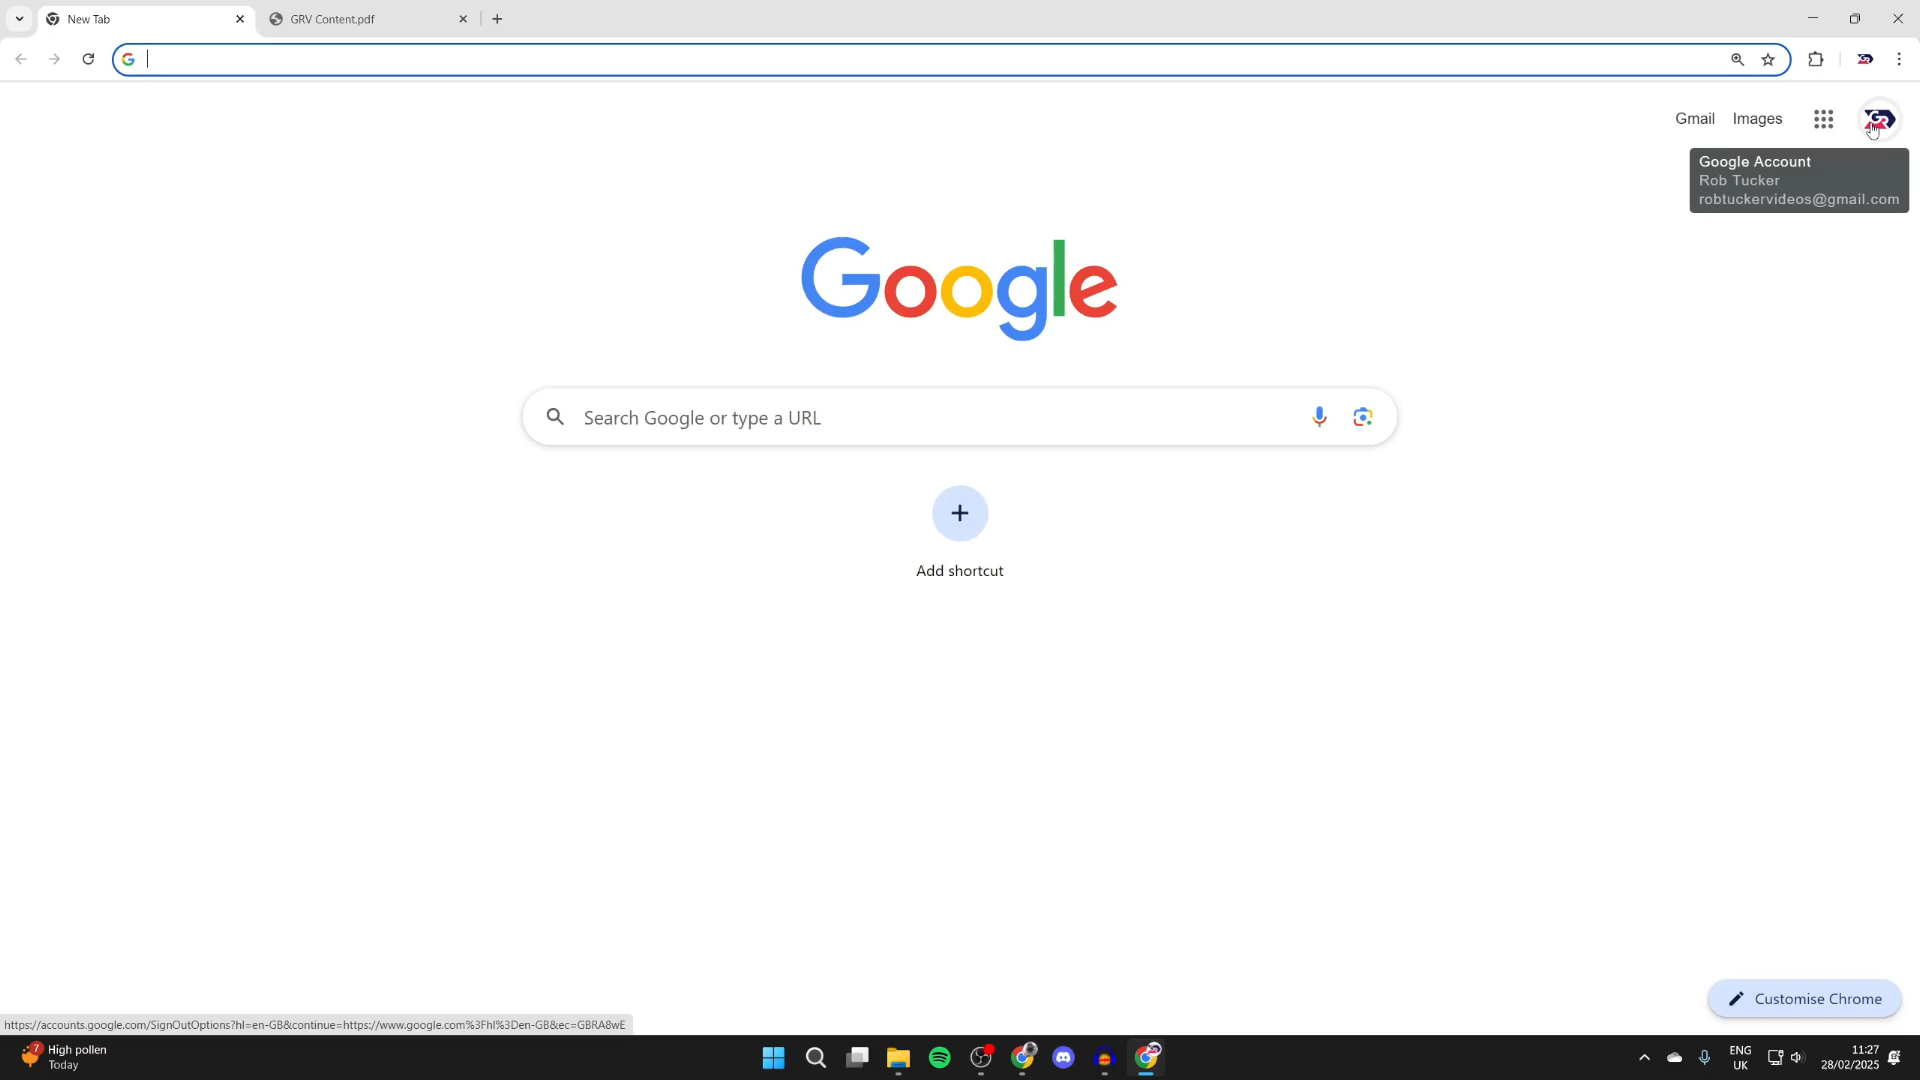 New Tab
GRV Content.pdf
Gmail
Images
GR
Google Account
Rob Tucker
robtuckervideos@gmail.com
Google
Search Google or type a URL
Add shortcut
Customise Chrome
https://accounts.google.com/SignOutOptions?hl=en-GB&continue=https://www.google.com%3Fhl%3Den-GB&ec=GBRA8wE
7
High pollen
Today
ENG
UK
11:27
28/02/2025